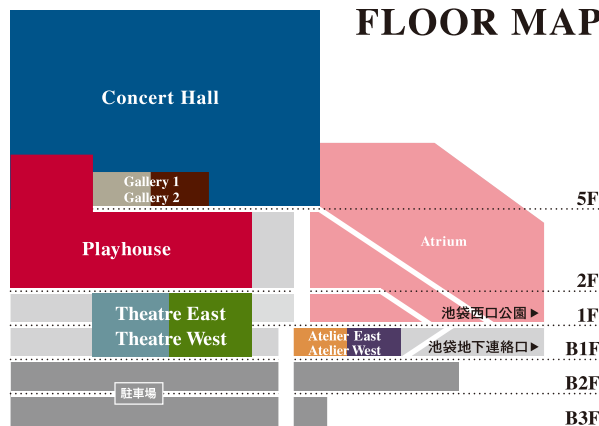 FLOOR MAP
Concert Hall
Gallery 1
Gallery 2
5F
Playhouse
Atrium
2F
Theatre East
Theatre West
池袋西口公園▶
1F
Atelier East
Atelier West
池袋地下連絡口▶
B1F
B2F
駐車場
B3F